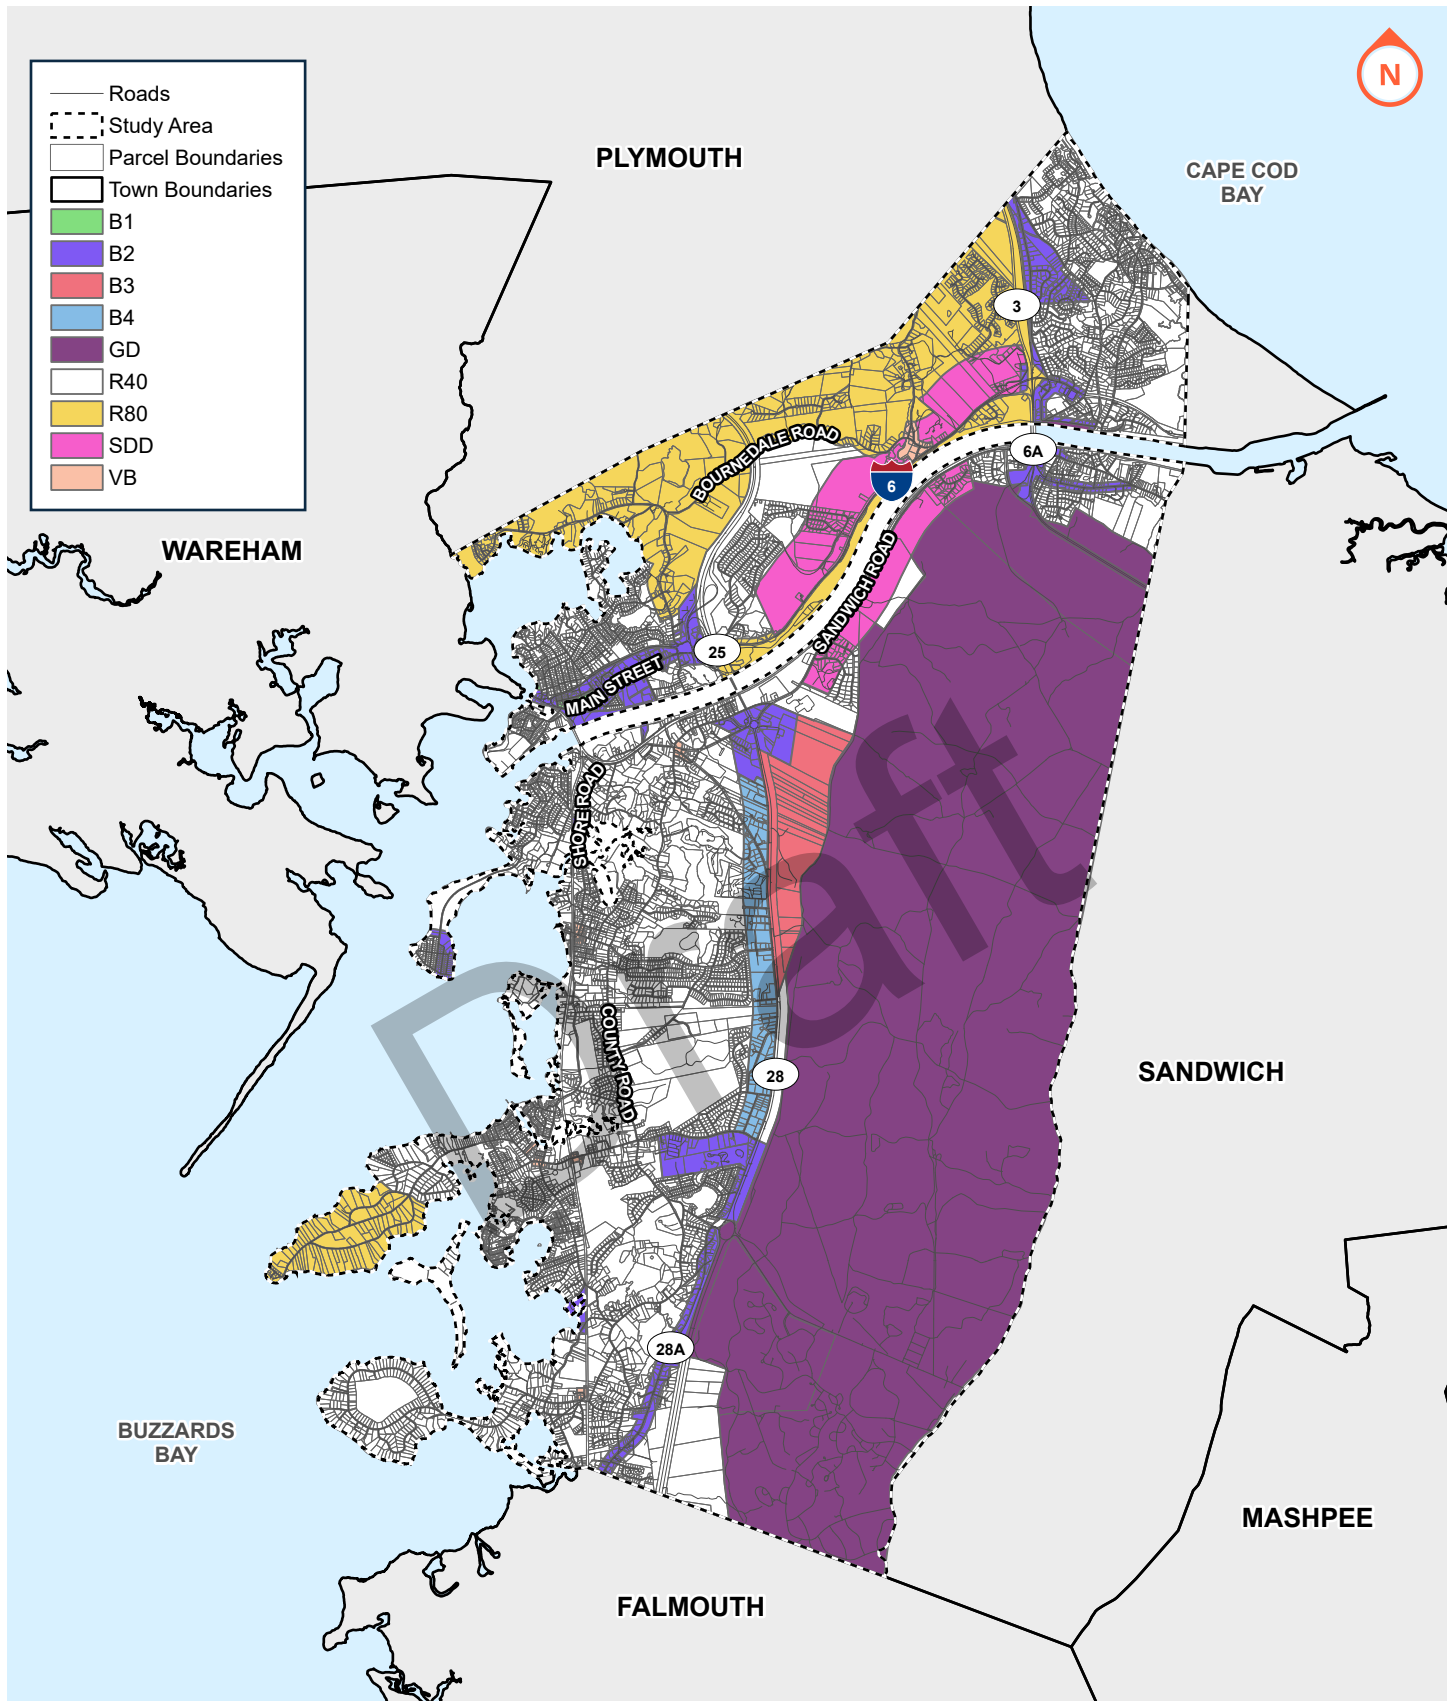 N
Roads
Study Area
Parcel Boundaries
Town Boundaries
B1
B2
B3
B4
GD
R40
R80
SDD
VB
PLYMOUTH
CAPE COD
BAY
3
BOURNEDALE ROAD
6A
6
WAREHAM
SANDWICH ROAD
25
MAIN STREET
SHORE ROAD
Draft
COUNTY ROAD
28
SANDWICH
28A
BUZZARDS
BAY
MASHPEE
FALMOUTH